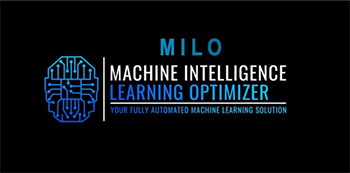 MILO
MACHINE INTELLIGENCE
LEARNING OPTIMIZER
YOUR FULLY AUTOMATED MACHINE LEARNING SOLUTION